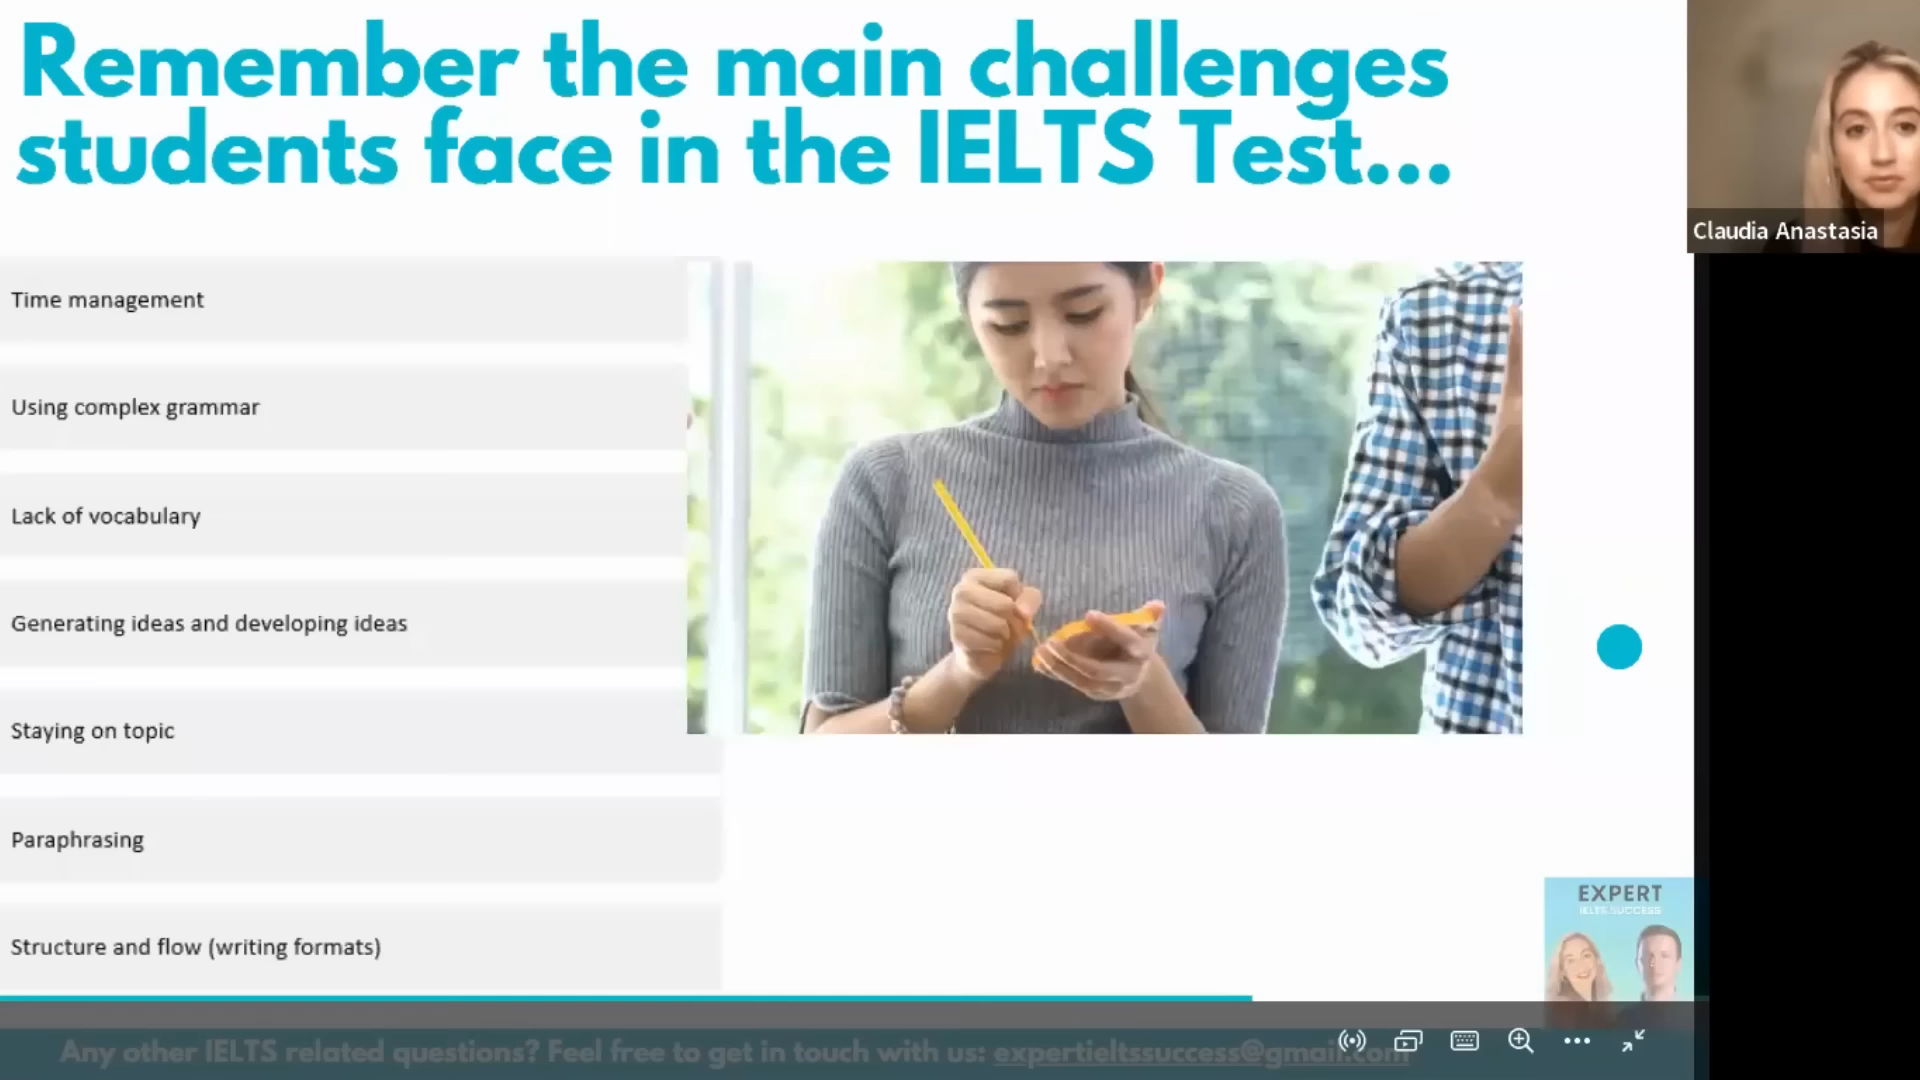 Remember the main challenges
students face in the IELTS Test...
Claudia Anastasia
Time management
Using complex grammar
Lack of vocabulary
Generating ideas and developing ideas
Staying on topic
Paraphrasing
Structure and flow (writing formats)
EXPERT
IELTS SUCCESS
Any other IELTS related questions? Feel free to get in touch with us: expertieltssuccess@gmail.com